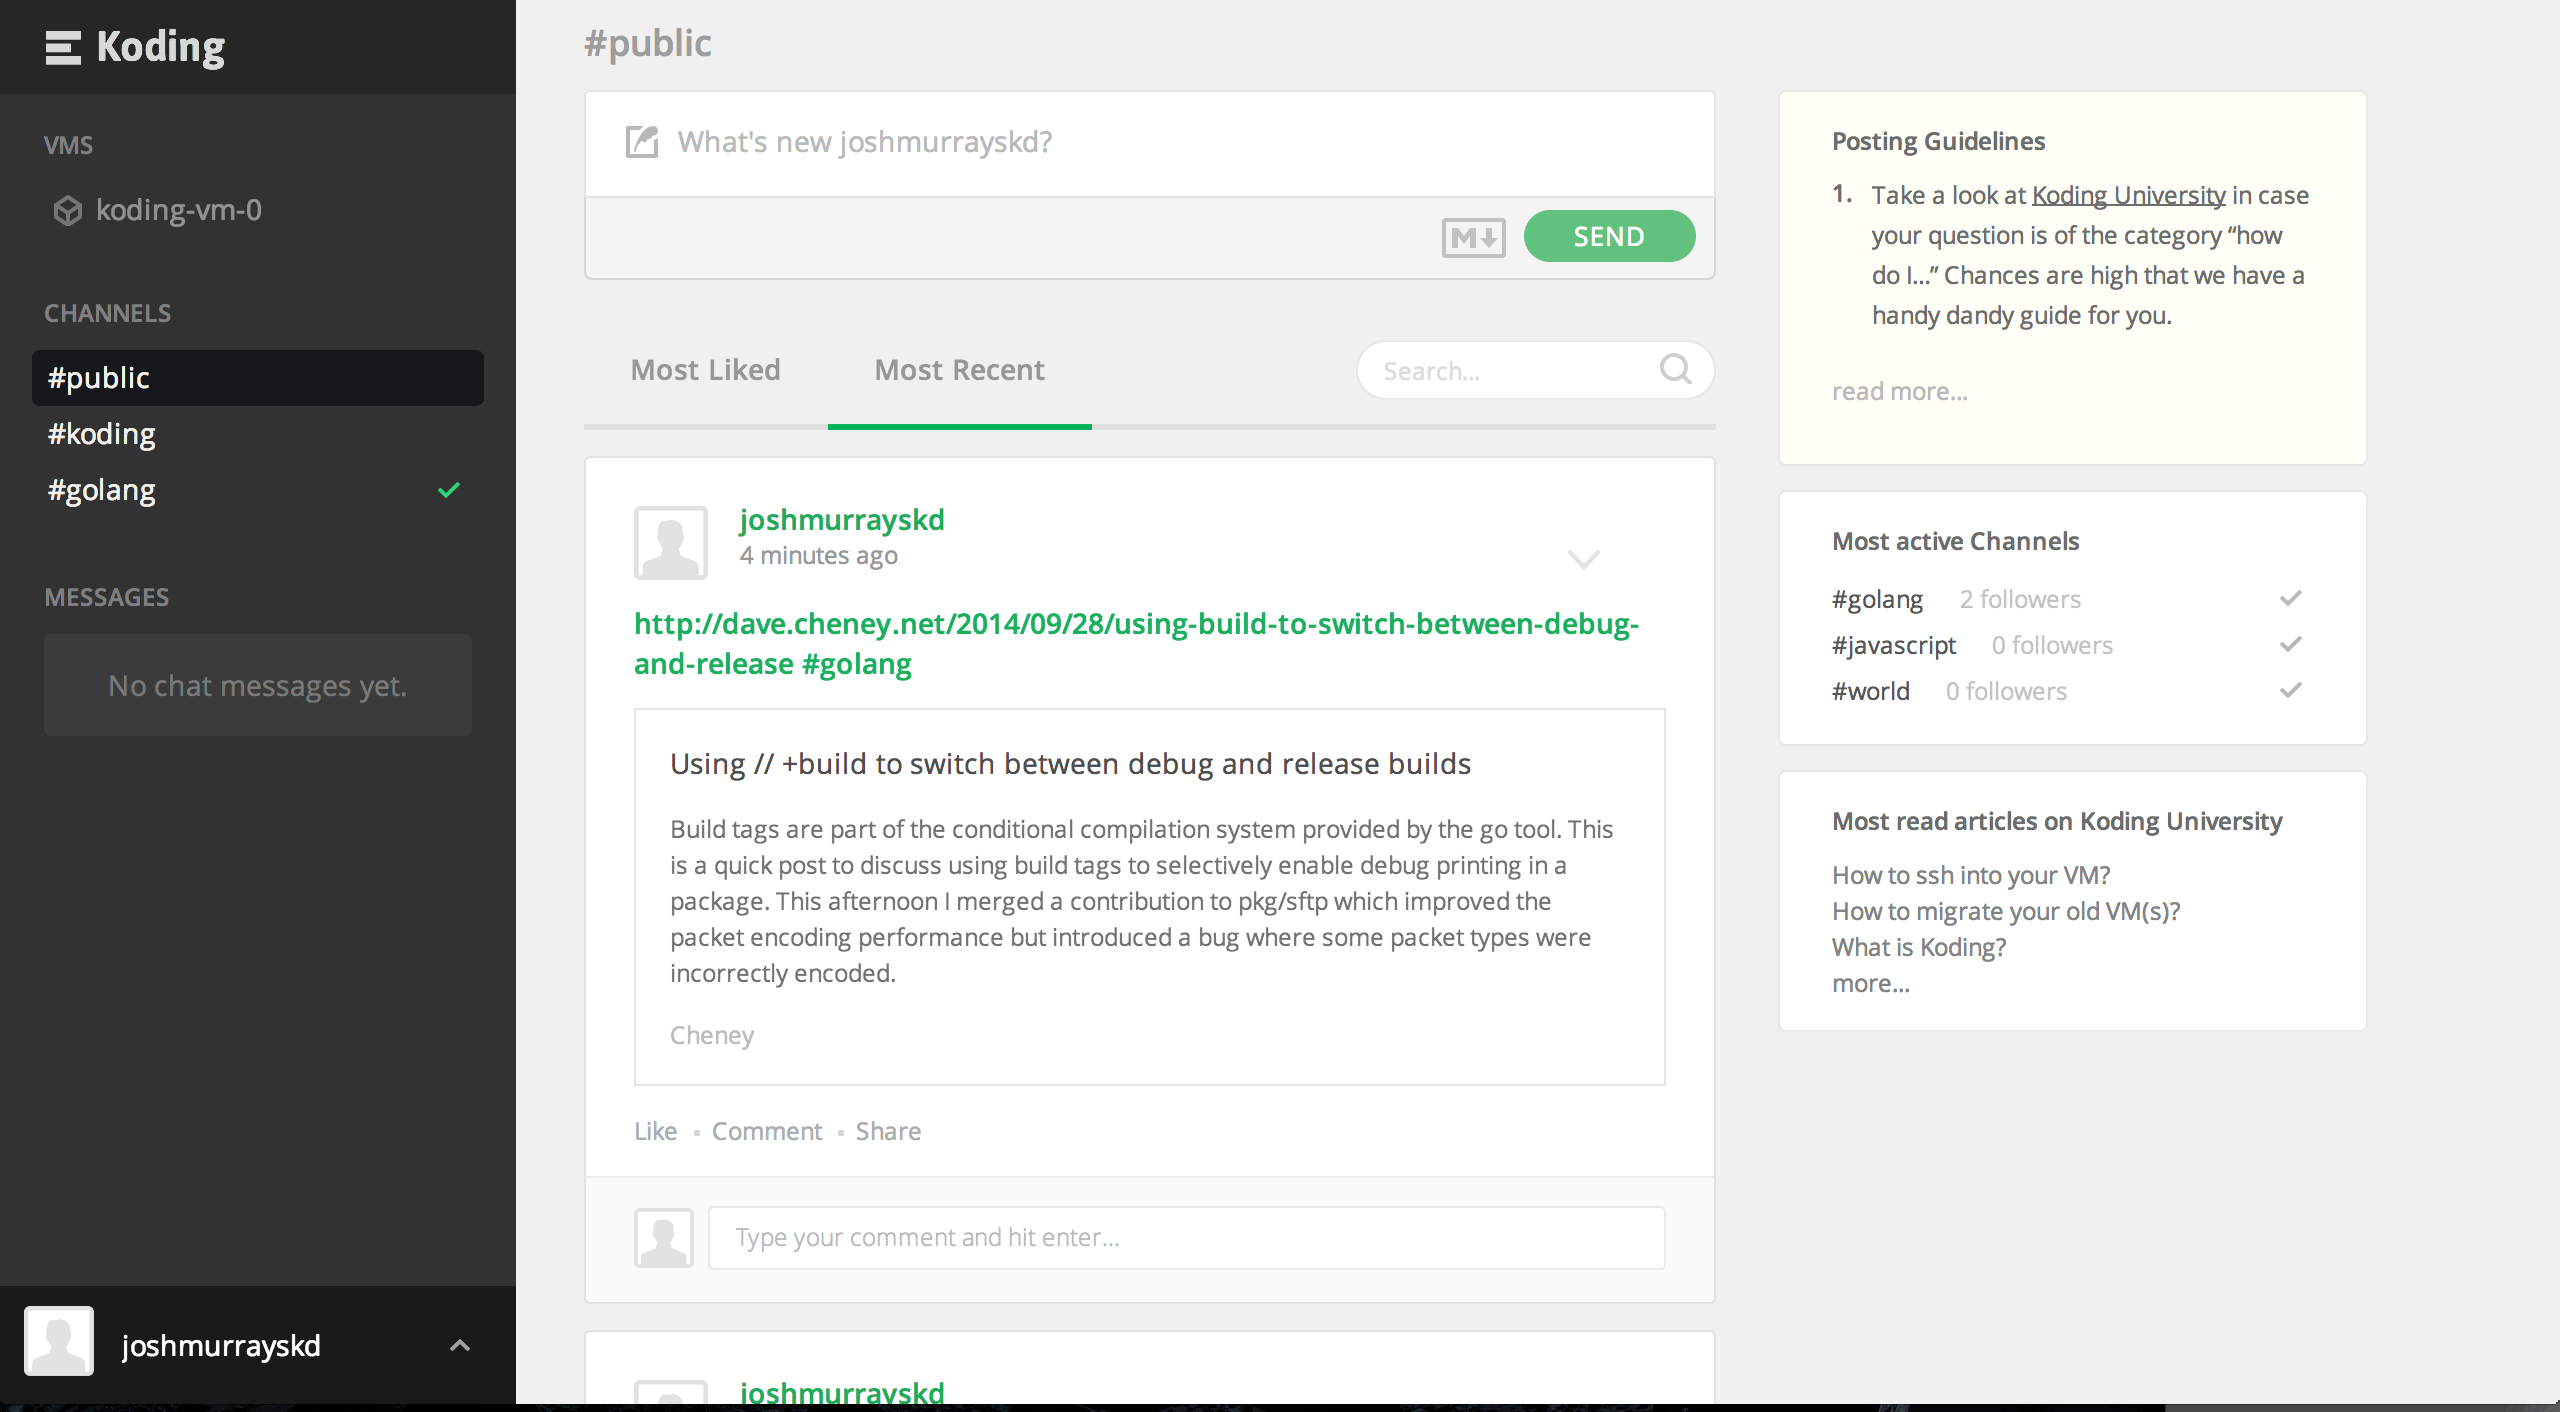 Koding
VMS
koding-vm-0
CHANNELS
#public
#koding
#golang
MESSAGES
No chat messages yet.
joshmurrayskd
#public
What's new joshmurrayskd?
M
SEND
Most Liked
Most Recent
Search...
joshmurrayskd
4 minutes ago
http://dave.cheney.net/2014/09/28/using-build-to-switch-between-debug-
and-release #golang
Using // +build to switch between debug and release builds
Build tags are part of the conditional compilation system provided by the go tool. This
is a quick post to discuss using build tags to selectively enable debug printing in a
package. This afternoon I merged a contribution to pkg/sftp which improved the
packet encoding performance but introduced a bug where some packet types were
incorrectly encoded.
Cheney
Like
Comment
Share
Type your comment and hit enter...
joshmurrayskd
Posting Guidelines
1. Take a look at Koding University in case
your question is of the category “how
do I...” Chances are high that we have a
handy dandy guide for you.
read more...
Most active Channels
#golang 2 followers
#javascript 0 followers
#world 0 followers
Most read articles on Koding University
How to ssh into your VM?
How to migrate your old VM(s)?
What is Koding?
more...